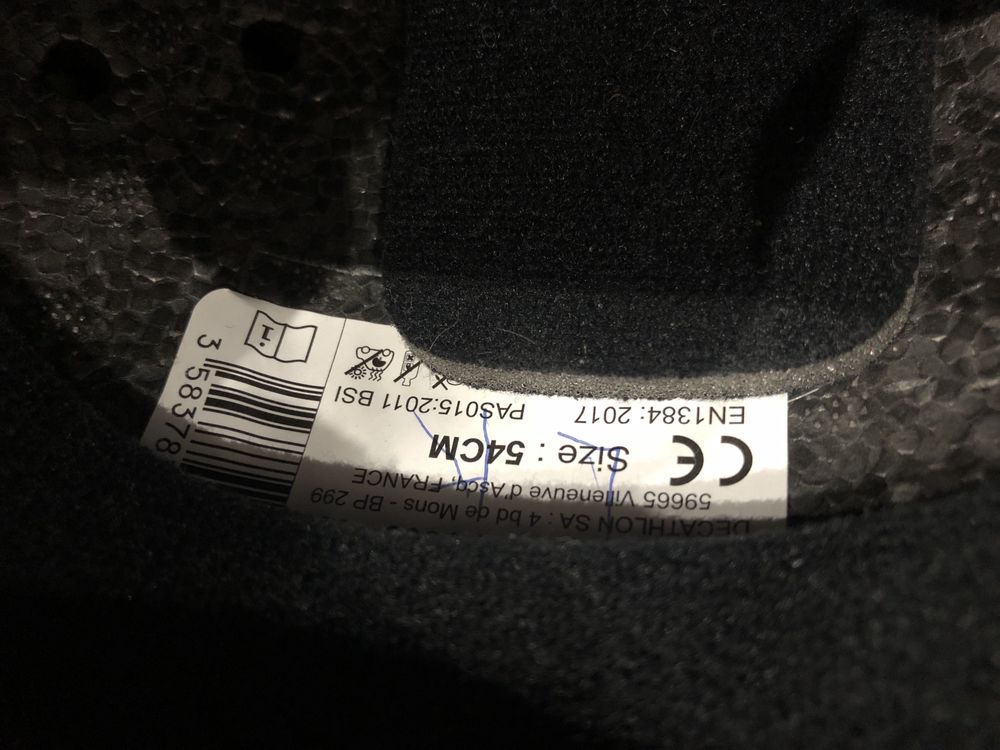 DECATHLON SA : 4 bd de Mons - BP 299
59665 Villeneuve d'Ascq-FRANCE
CE Size : 54CM
EN1384: 2017 PAS015:2011 BSI
3 58378